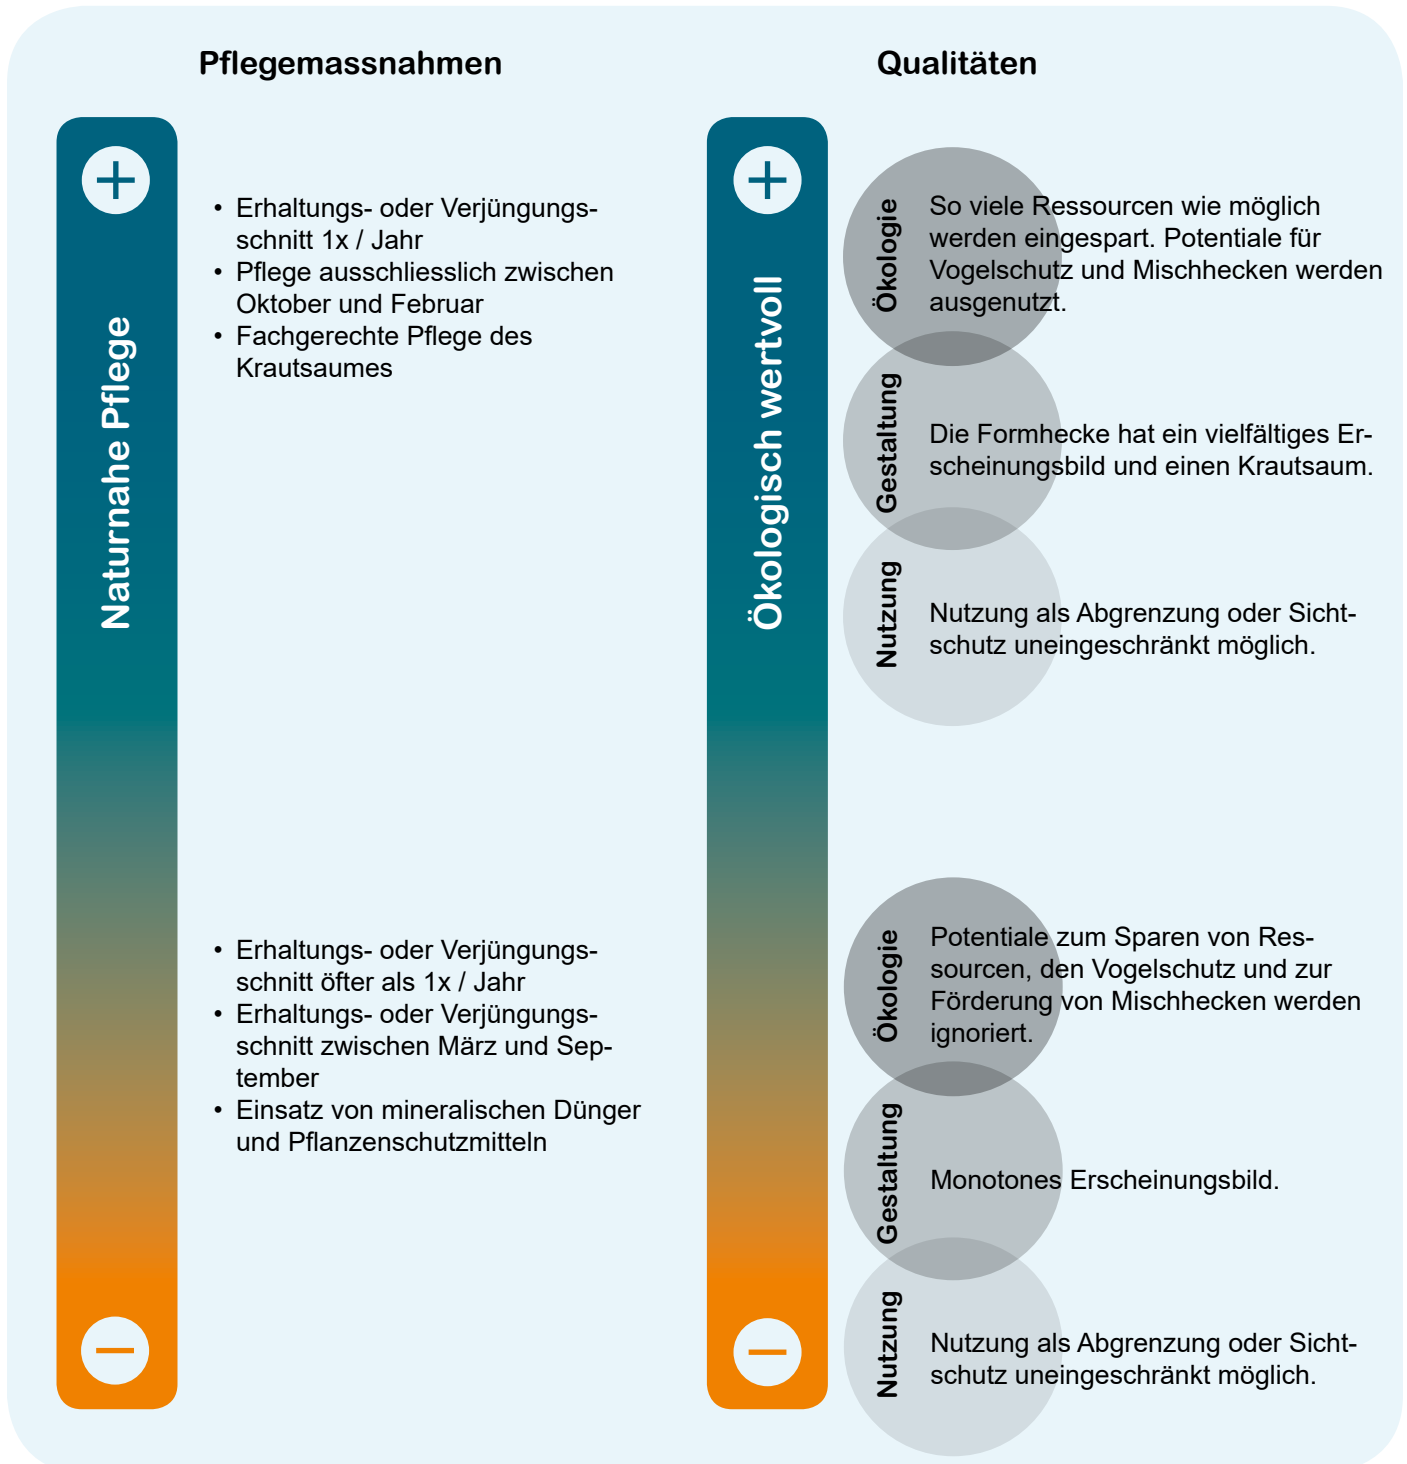 Pflegemassnahmen
Naturnahe Pflege
• Erhaltungs- oder Verjüngungs-
schnitt 1x / Jahr
• Pflege ausschliesslich zwischen
Oktober und Februar
• Fachgerechte Pflege des
Krautsaumes
• Erhaltungs- oder Verjüngungs-
schnitt öfter als 1x / Jahr
• Erhaltungs- oder Verjüngungs-
schnitt zwischen März und Sep-
tember
• Einsatz von mineralischen Dünger
und Pflanzenschutzmitteln
Qualitäten
Ökologisch wertvoll
Ökologie
So viele Ressourcen wie möglich
werden eingespart. Potentiale für
Vogelschutz und Mischhecken werden
ausgenutzt.
Gestaltung
Die Formhecke hat ein vielfältiges Er-
scheinungsbild und einen Krautsaum.
Nutzung
Nutzung als Abgrenzung oder Sicht-
schutz uneingeschränkt möglich.
Ökologie
Potentiale zum Sparen von Res-
sourcen, den Vogelschutz und zur
Förderung von Mischhecken werden
ignoriert.
Gestaltung
Monotones Erscheinungsbild.
Nutzung
Nutzung als Abgrenzung oder Sicht-
schutz uneingeschränkt möglich.